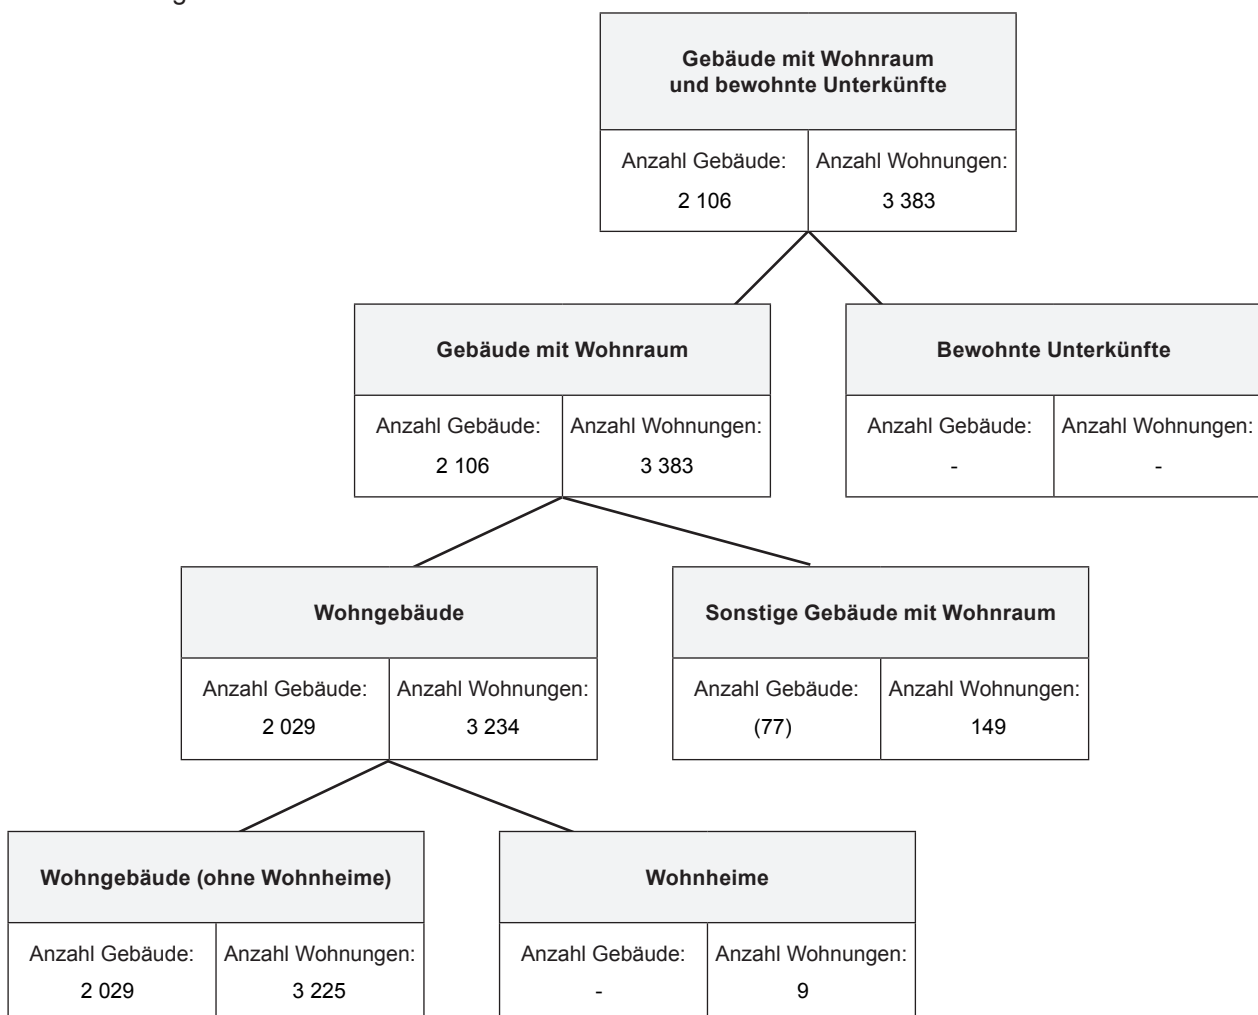 Gebäude mit Wohnraum
und bewohnte Unterkünfte
Anzahl Gebäude: Anzahl Wohnungen:
2 106 3 383
Gebäude mit Wohnraum
Anzahl Gebäude: Anzahl Wohnungen:
2 106 3 383
Bewohnte Unterkünfte
Anzahl Gebäude: Anzahl Wohnungen:
- -
Wohngebäude
Anzahl Gebäude: Anzahl Wohnungen:
2 029 3 234
Sonstige Gebäude mit Wohnraum
Anzahl Gebäude: Anzahl Wohnungen:
(77) 149
Wohngebäude (ohne Wohnheime)
Anzahl Gebäude: Anzahl Wohnungen:
2 029 3 225
Wohnheime
Anzahl Gebäude: Anzahl Wohnungen:
- 9